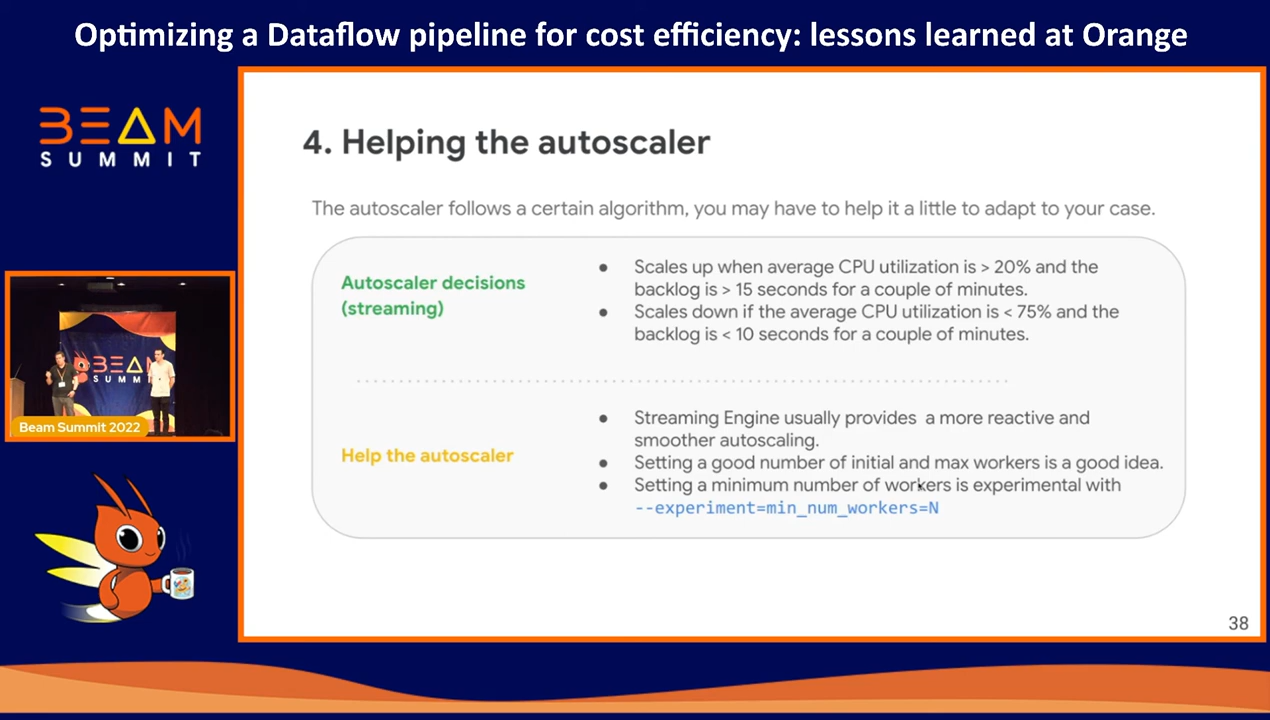 Optimizing a Dataflow pipeline for cost efficiency: lessons learned at Orange
BEAM
SUMMIT
4. Helping the autoscaler
The autoscaler follows a certain algorithm, you may have to help it a little to adapt to your case.
Autoscaler decisions
(streaming)
● Scales up when average CPU utilization is > 20% and the
backlog is > 15 seconds for a couple of minutes.
● Scales down if the average CPU utilization is < 75% and the
backlog is < 10 seconds for a couple of minutes.
Help the autoscaler
● Streaming Engine usually provides a more reactive and
smoother autoscaling.
● Setting a good number of initial and max workers is a good idea.
● Setting a minimum number of workers is experimental with
--experiment=min_num_workers=N
38
BEAM
SUMMIT
Beam Summit 2022